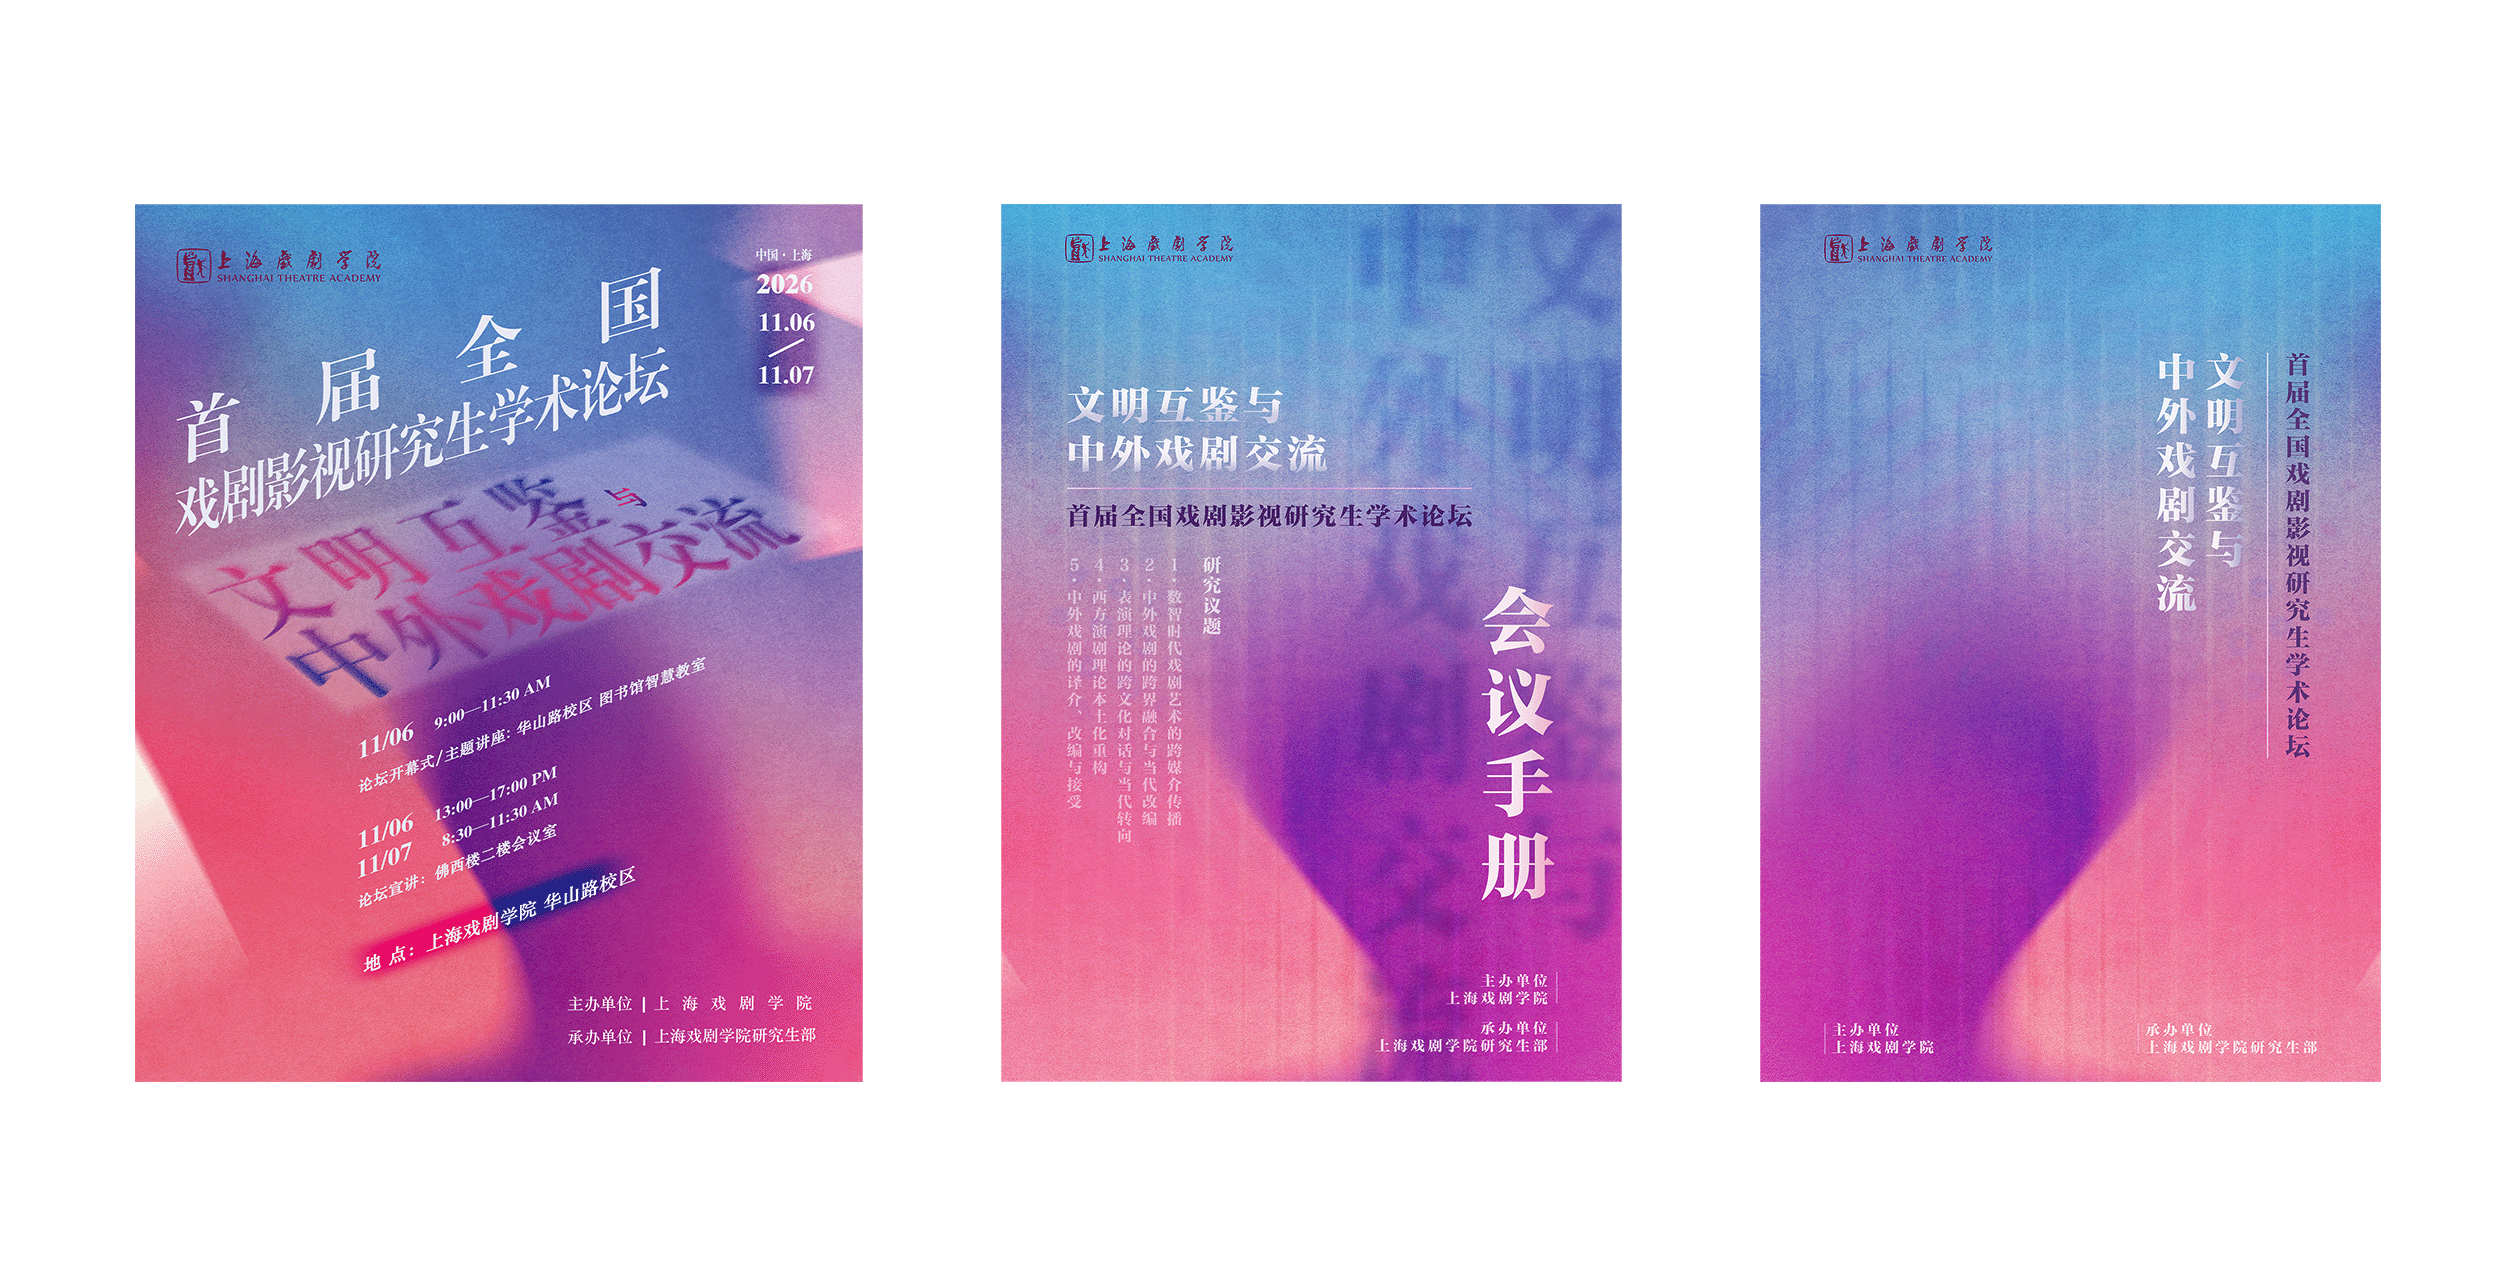 上海戏剧学院
SHANGHAI THEATRE ACADEMY
中国·上海
2026
11.06
11.07
首届全国
戏剧影视研究生学术论坛
文明互鉴与
中外戏剧交流
11/06 9:00—11:30 AM
论坛开幕式/主题讲座：华山路校区 图书馆智慧教室
11/06 13:00—17:00 PM
11/07 8:30—11:30 AM
论坛宣讲：佛西楼二楼会议室
地 点：上海戏剧学院 华山路校区
主办单位 | 上海戏剧学院
承办单位 | 上海戏剧学院研究生部
上海戏剧学院
SHANGHAI THEATRE ACADEMY
文明互鉴与
中外戏剧交流
文明互鉴与
中外戏剧交流
首届全国戏剧影视研究生学术论坛
研究议题
1·数智时代戏剧艺术的跨媒介传播
2·中外戏剧的跨界融合与当代改编
3·表演理论的跨文化对话与当代转向
4·西方演剧理论本土化重构
5·中外戏剧的译介、改编与接受
会议手册
主办单位
上海戏剧学院
承办单位
上海戏剧学院研究生部
上海戏剧学院
SHANGHAI THEATRE ACADEMY
首届全国戏剧影视研究生学术论坛
文明互鉴与
中外戏剧交流
主办单位
上海戏剧学院
承办单位
上海戏剧学院研究生部